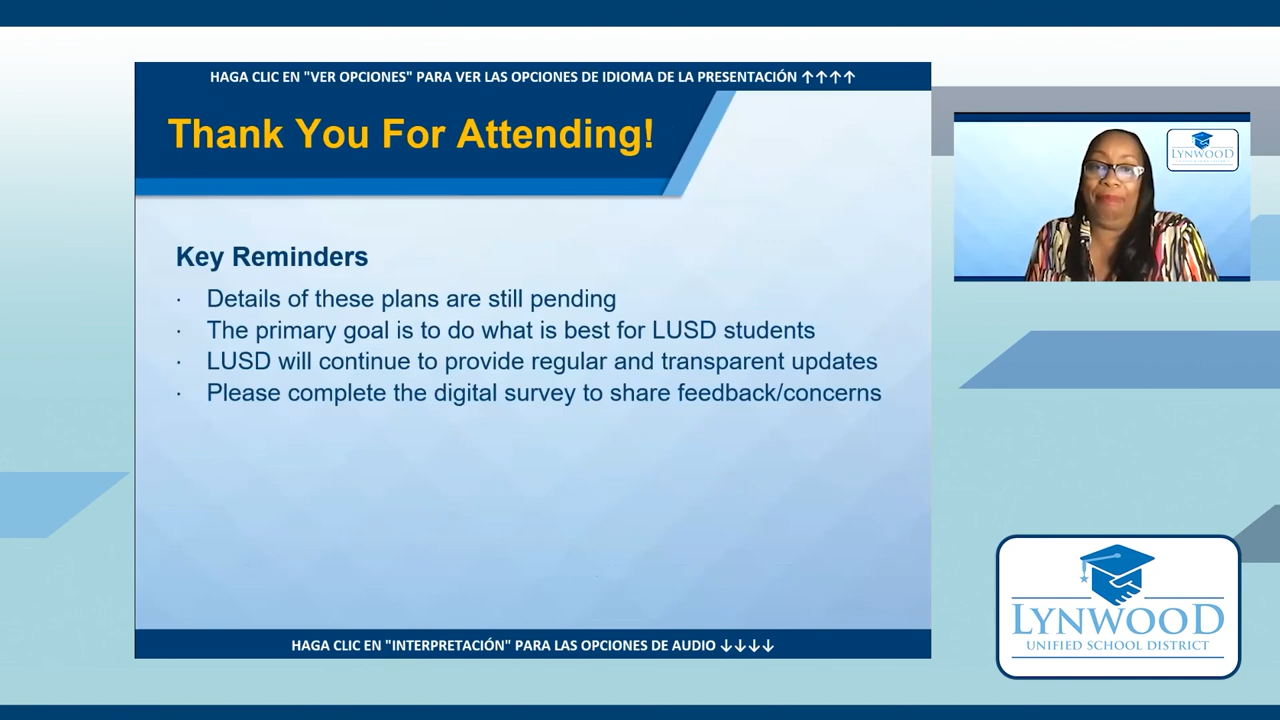 HAGA CLIC EN "VER OPCIONES" PARA VER LAS OPCIONES DE IDIOMA DE LA PRESENTACIÓN ↑↑↑↑
Thank You For Attending!
LYNWOOD
Key Reminders
· Details of these plans are still pending
· The primary goal is to do what is best for LUSD students
· LUSD will continue to provide regular and transparent updates
· Please complete the digital survey to share feedback/concerns
HAGA CLIC EN "INTERPRETACIÓN" PARA LAS OPCIONES DE AUDIO ↓↓↓↓
LYNWOOD
UNIFIED SCHOOL DISTRICT